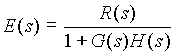 E(s) = R(s) / 1 + G(s)H(s)